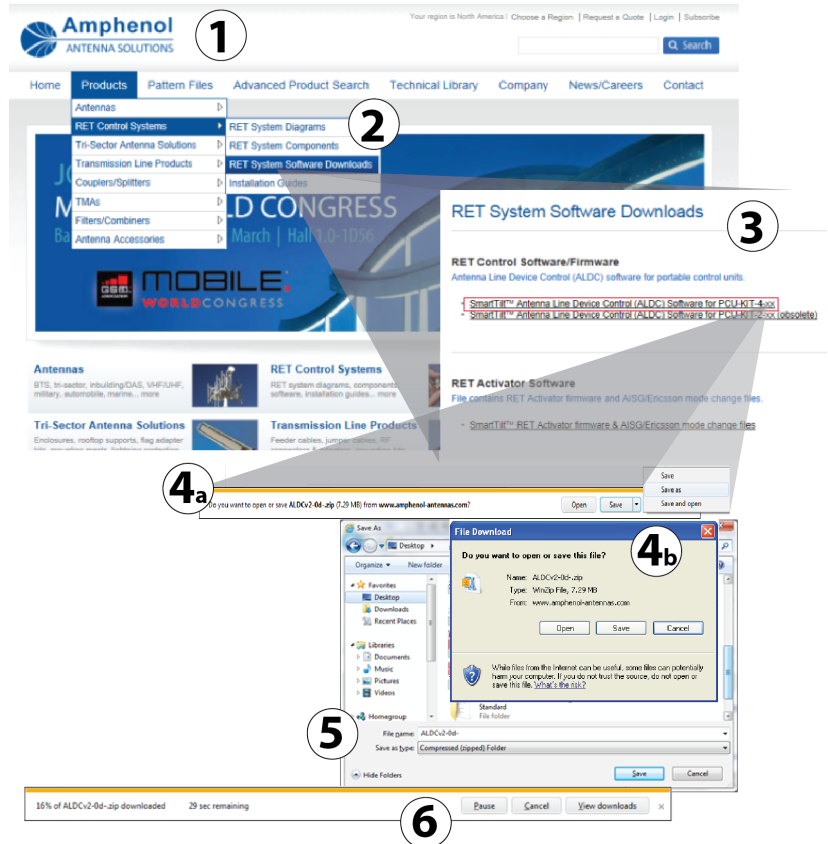 Your region is North America | Choose a Region | Request a Quote | Login | Subscribe
Amphenol
ANTENNA SOLUTIONS
1
Search
Home Products Pattern Files Advanced Product Search Technical Library Company News/Careers Contact
Antennas
RET Control Systems
Tri-Sector Antenna Solutions
Transmission Line Products
Couplers/Splitters
TMAs
Filters/Combiners
Antenna Accessories
2
RET System Diagrams
RET System Components
RET System Software Downloads
Installation Guides
LD CONGRESS
March | Hall 1.0-1D56
GSM
ASSOCIATION
MOBILE
WORLDCONGRESS
Antennas
BTS, tri-sector, inbuilding/DAS, VHF/UHF,
military, automobile, marine... more
RET Control Systems
RET system diagrams, components,
software, installation guides... more
Tri-Sector Antenna Solutions
Enclosures, rooftop supports, flag adapter
Transmission Line Products
Feeder cables, jumper cables, RF
3
RET System Software Downloads
RET Control Software/Firmware
Antenna Line Device Control (ALDC) software for portable control units.
- SmartTilt™ Antenna Line Device Control (ALDC) Software for PCU-KIT-4-xx
- SmartTilt™ Antenna Line Device Control (ALDC) Software for PCU-KIT-2-xx (obsolete)
RET Activator Software
File contains RET Activator firmware and AISG/Ericsson mode change files.
- SmartTilt™ RET Activator firmware & AISG/Ericsson mode change files
4a
Do you want to open or save ALDCv2-0d-.zip (7.29 MB) from www.amphenol-antennas.com?
Open Save
Save
Save as
Save and open
Save As
Desktop
Organize New folder
Favorites
Desktop
Downloads
Recent Places
Libraries
Documents
Music
Pictures
Videos
Homegroup
Standard
File folder
4b
File Download
Do you want to open or save this file?
Name: ALDCv2-0d-.zip
Type: WinZip File, 7.29 MB
From: www.amphenol-antennas.com
Open Save Cancel
While files from the Internet can be useful, some files can potentially
harm your computer. If you do not trust the source, do not open or
save this file. What's the risk?
5
File name: ALDCv2-0d-
Save as type: Compressed (zipped) Folder
Hide Folders
Save Cancel
16% of ALDCv2-0d-.zip downloaded 29 sec remaining
Pause Cancel View downloads
6